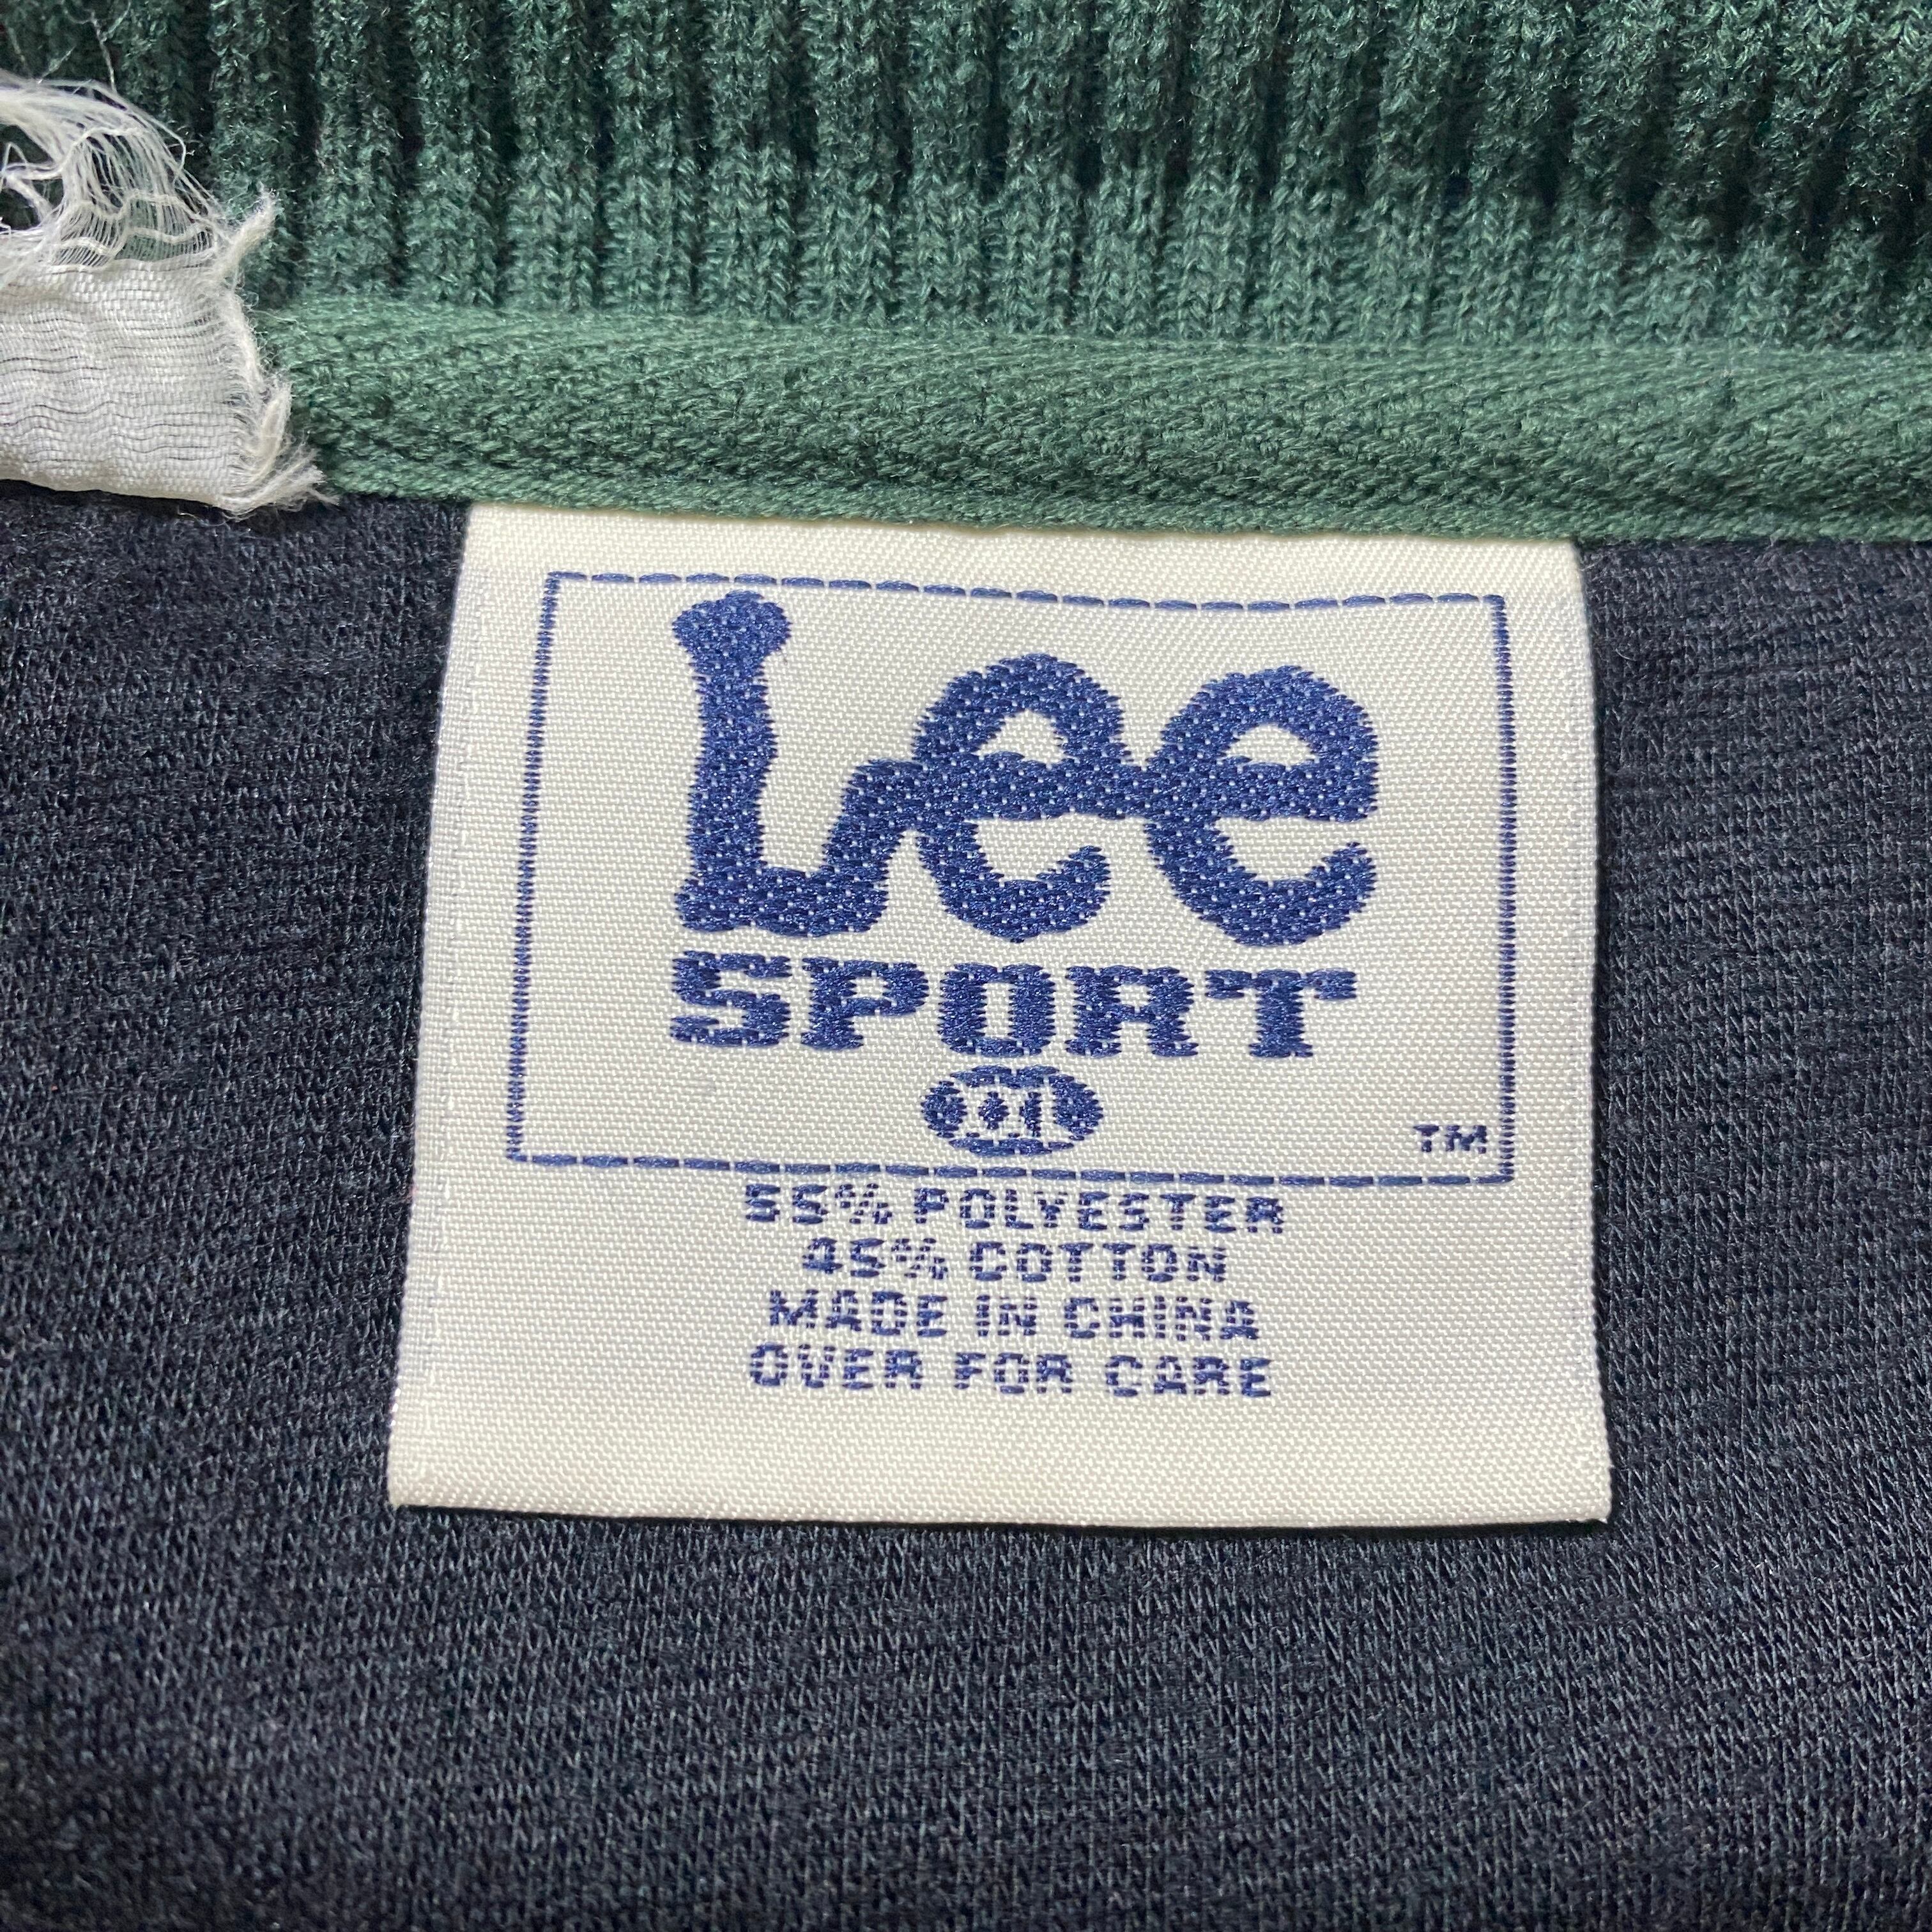 Lee
SPORT
XXL
TM
55% POLYESTER
45% COTTON
MADE IN CHINA
OVER FOR CARE